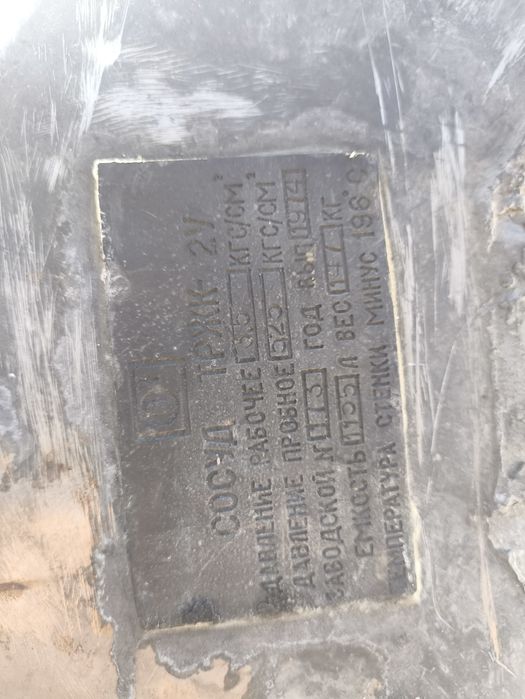 СОСУД ТРЖК-2У
ДАВЛЕНИЕ РАБОЧЕЕ КГС/СМ²
ДАВЛЕНИЕ ПРОБНОЕ 525 КГС/СМ²
ЗАВОДСКОЙ № ГОД ВЫП 1974
ЕМКОСТЬ Л ВЕС КГ
ТЕМПЕРАТУРА СТЕНКИ МИНУС 196°С